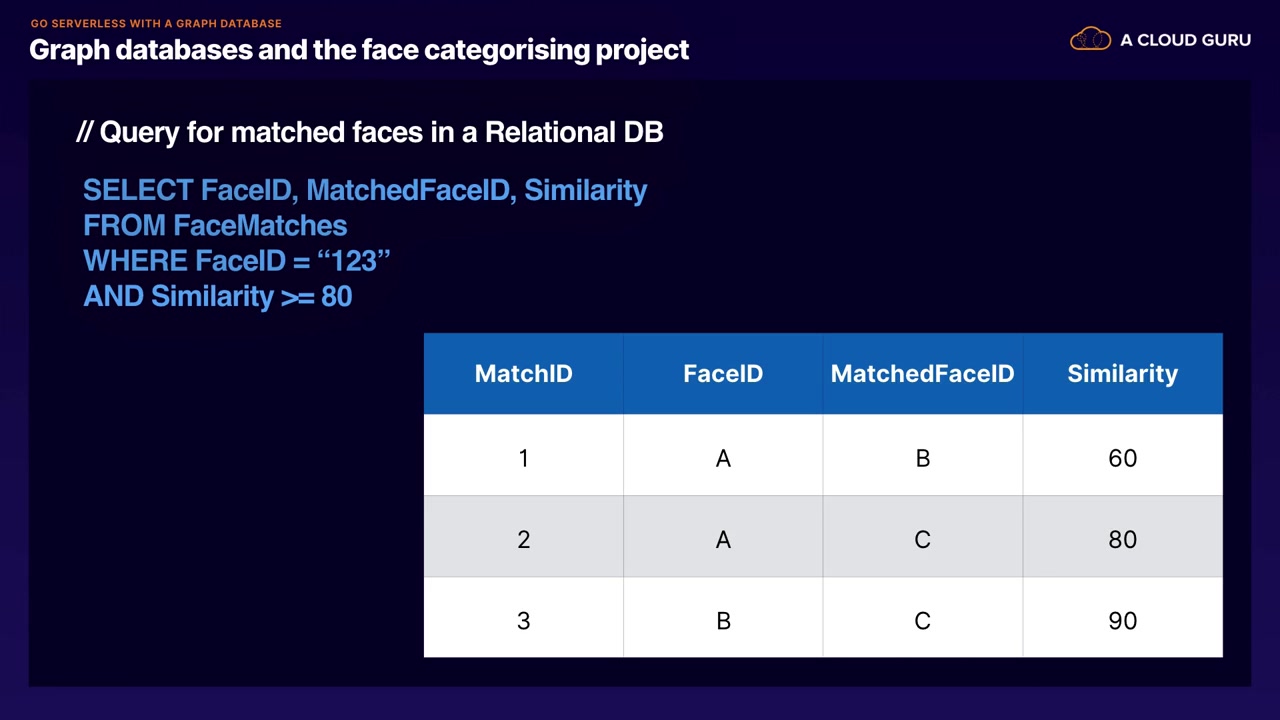 GO SERVERLESS WITH A GRAPH DATABASE
Graph databases and the face categorising project
A CLOUD GURU
// Query for matched faces in a Relational DB
SELECT FaceID, MatchedFaceID, Similarity
FROM FaceMatches
WHERE FaceID = “123”
AND Similarity >= 80
MatchID FaceID MatchedFaceID Similarity
1 A B 60
2 A C 80
3 B C 90